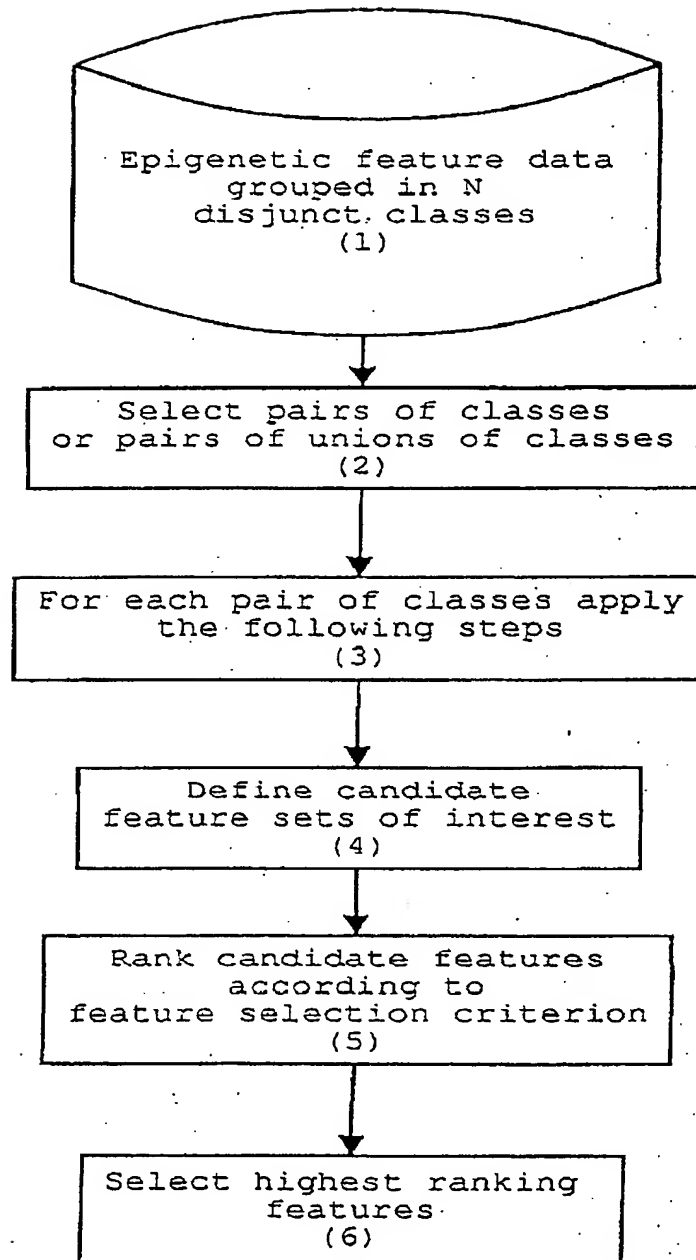 Epigenetic feature data
grouped in N
disjunct classes
(1)
Select pairs of classes
or pairs of unions of classes
(2)
For each pair of classes apply
the following steps
(3)
Define candidate
feature sets of interest
(4)
Rank candidate features
according to
feature selection criterion
(5)
Select highest ranking
features
(6)